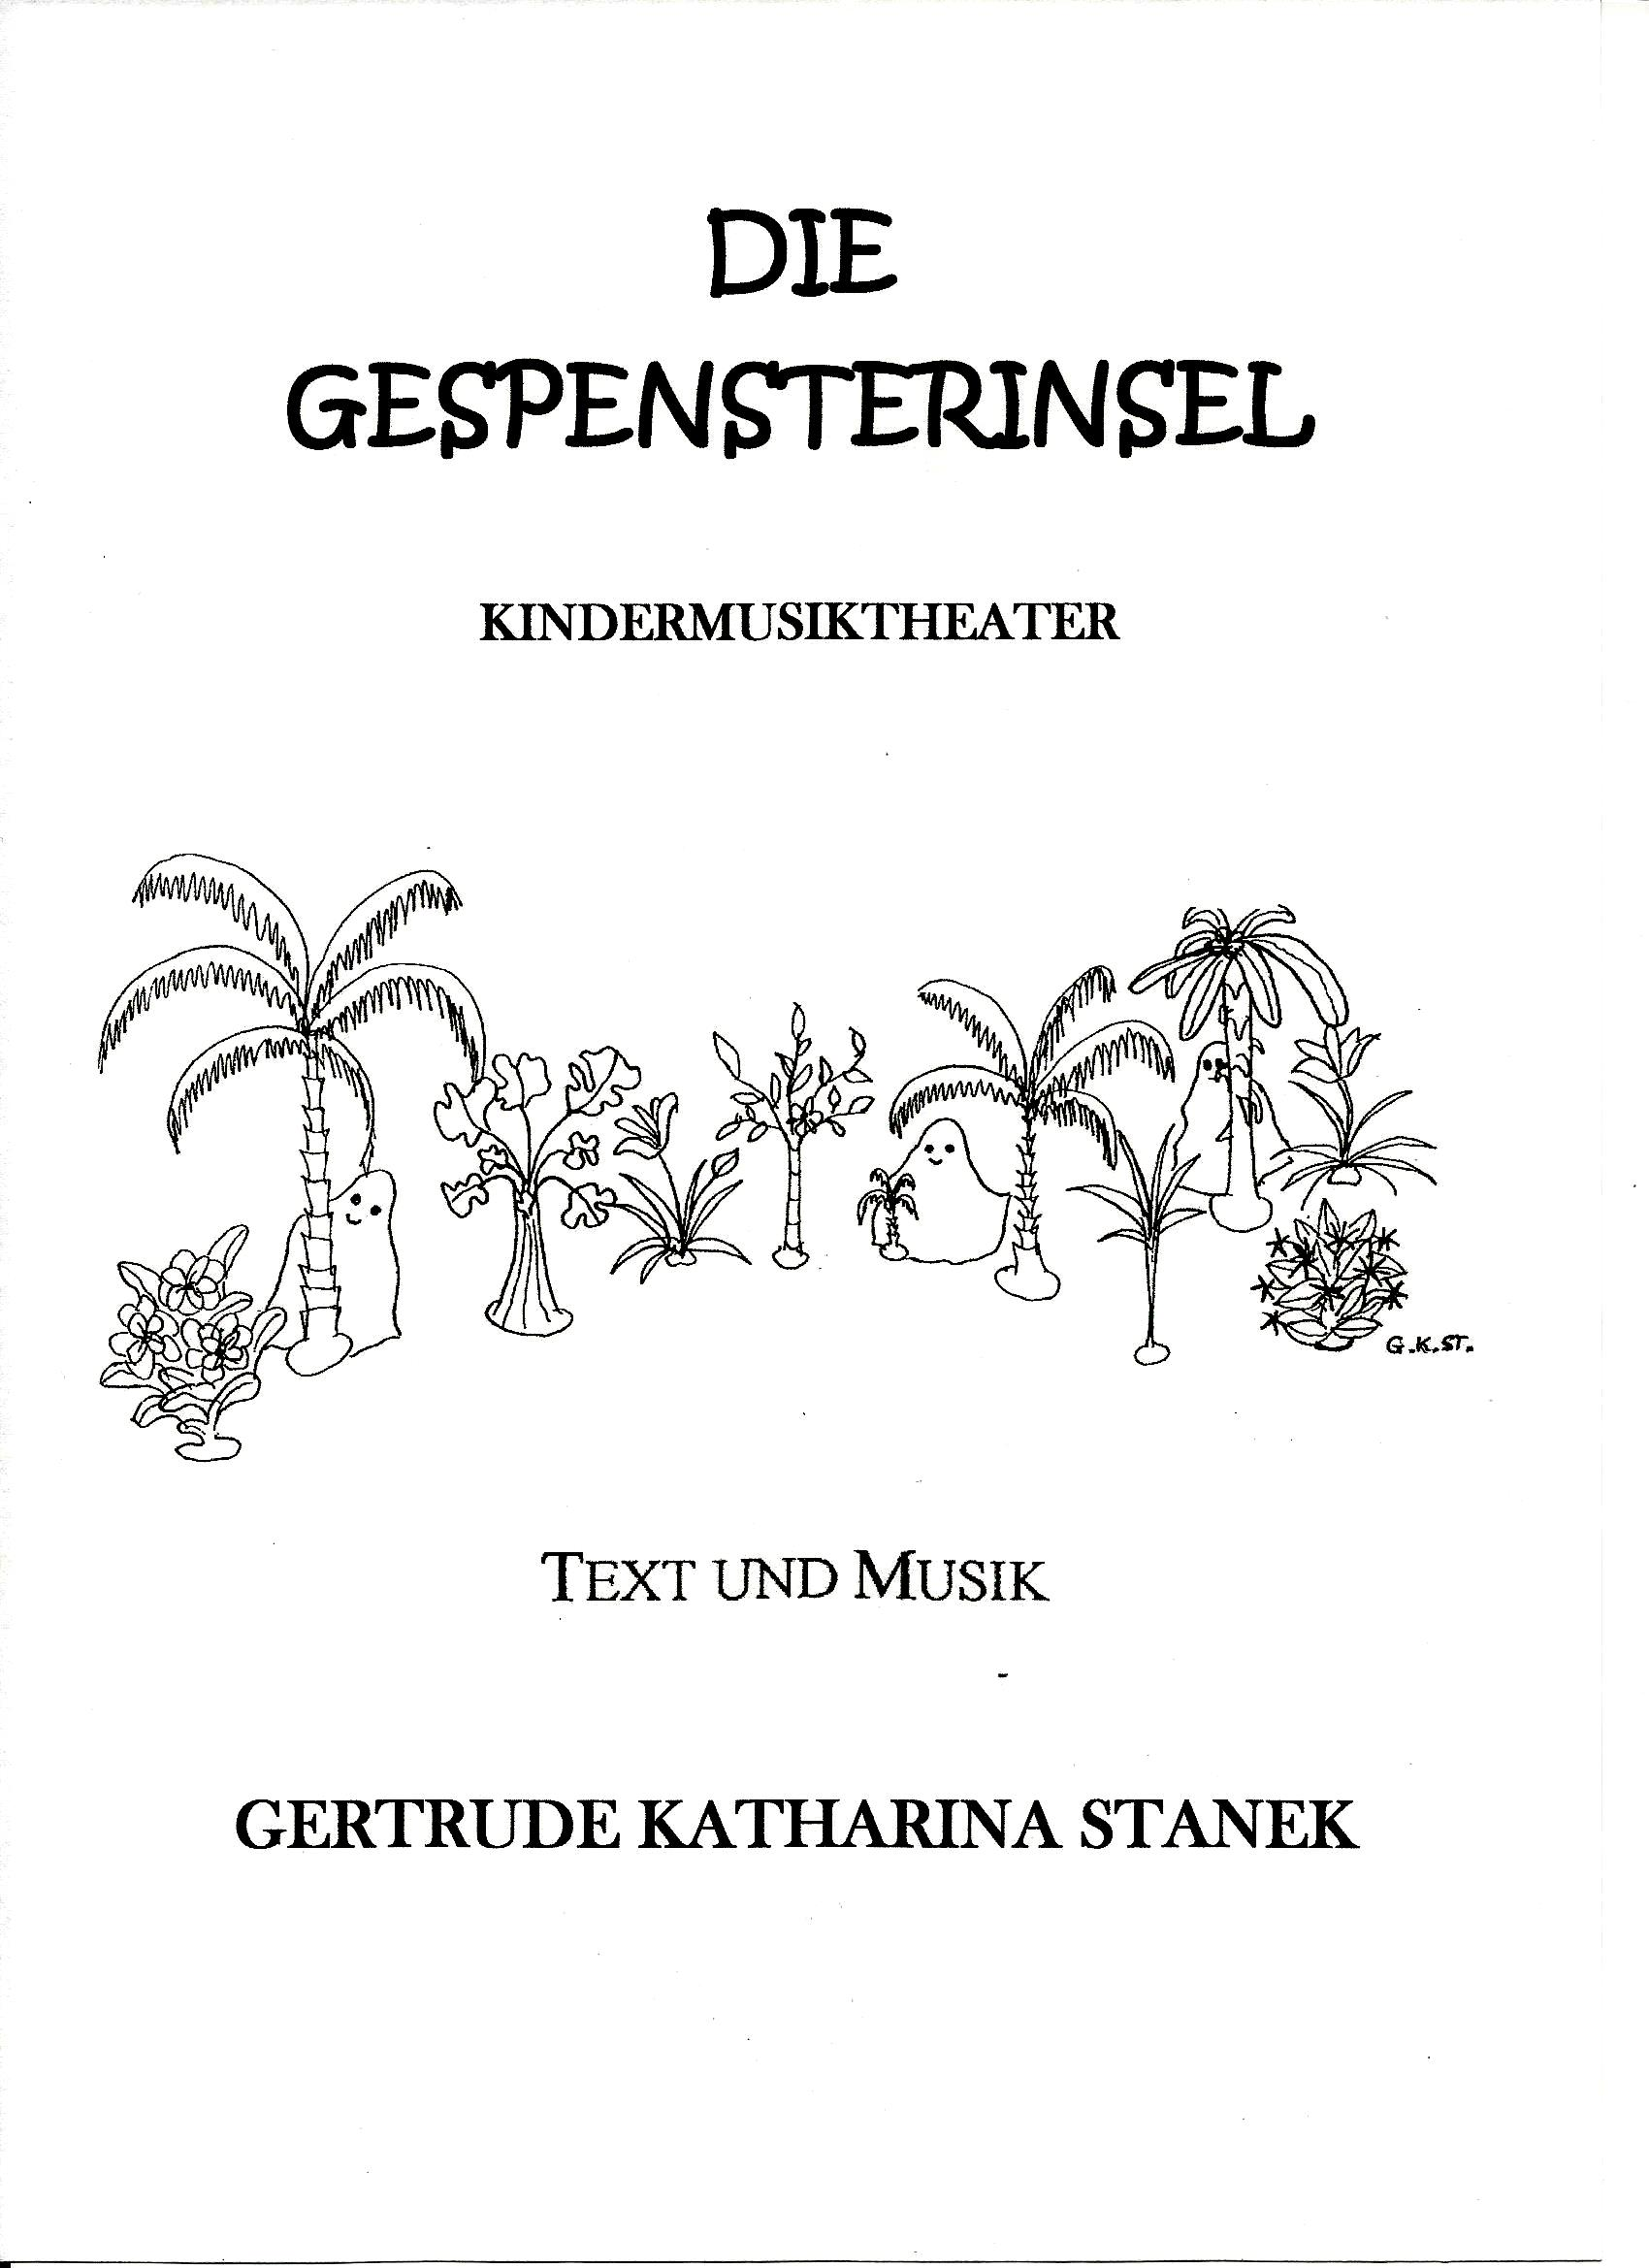 DIE
GESPENSTERINSEL
KINDERMUSIKTHEATER
G.K.ST.
TEXT UND MUSIK
GERTRUDE KATHARINA STANEK